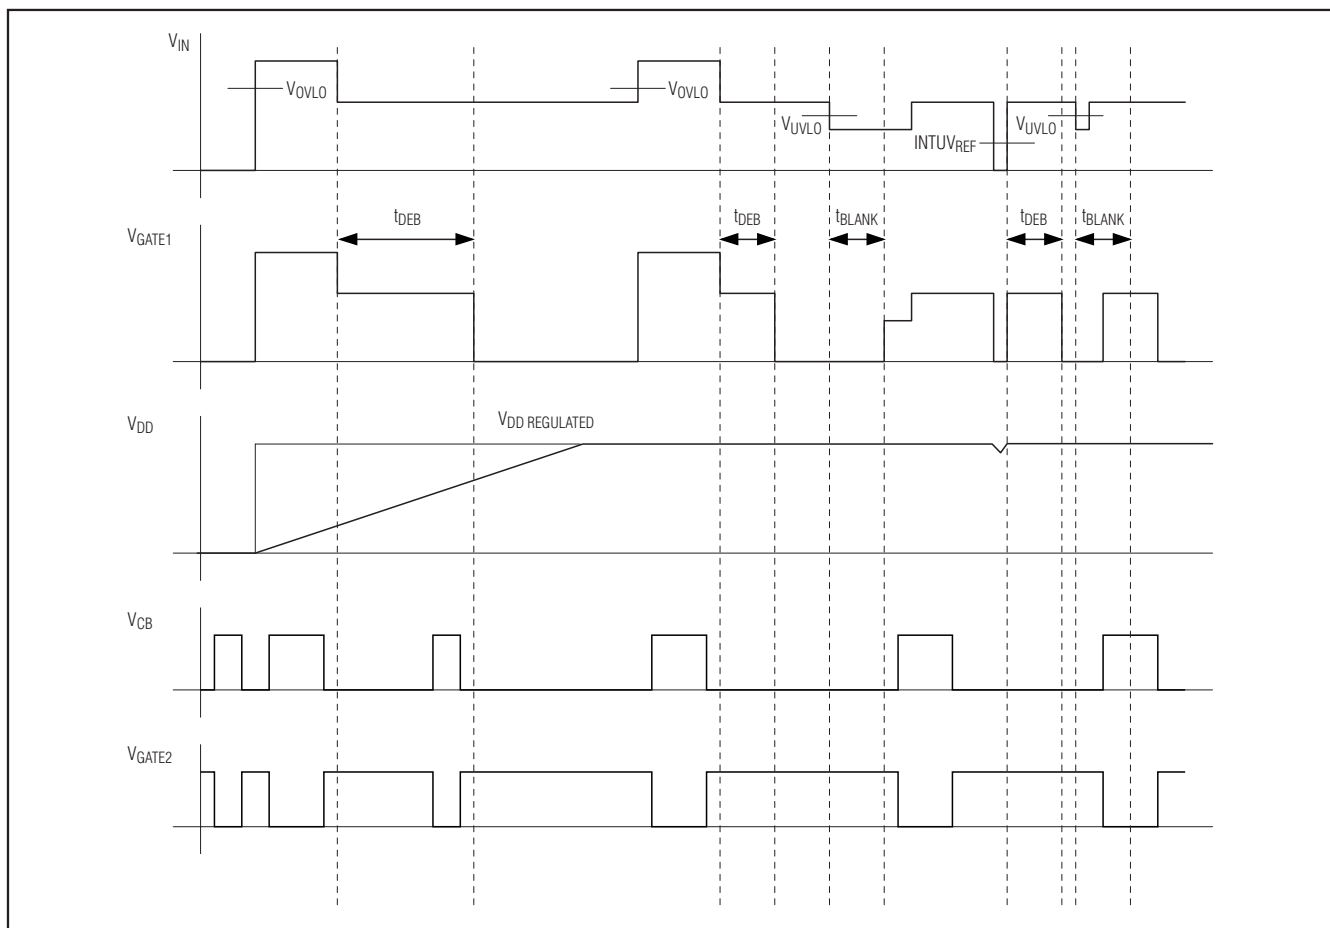 VIN
VOVLO
VOVLO
VUVLO
INTUVREF
VUVLO
VGATE1
tDEB
tDEB
tBLANK
tDEB
tBLANK
VDD
VDD REGULATED
VCB
VGATE2